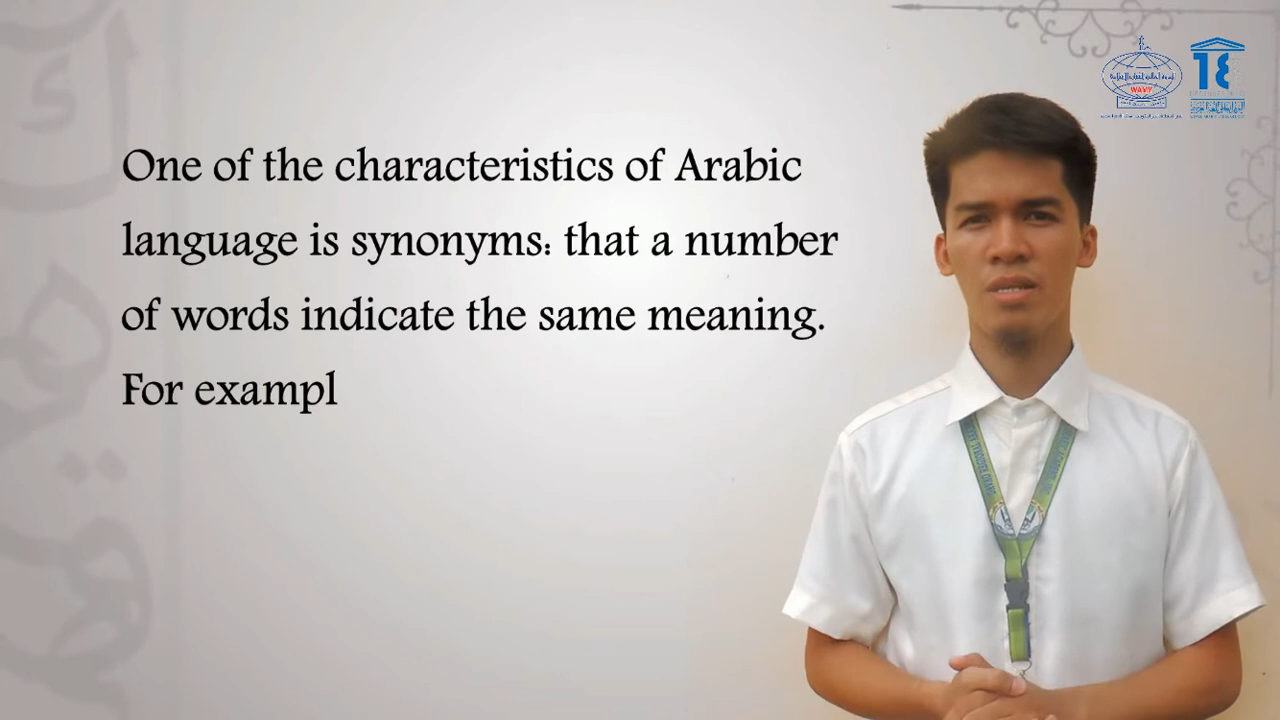 One of the characteristics of Arabic
language is synonyms: that a number
of words indicate the same meaning.
For exampl
WAMY